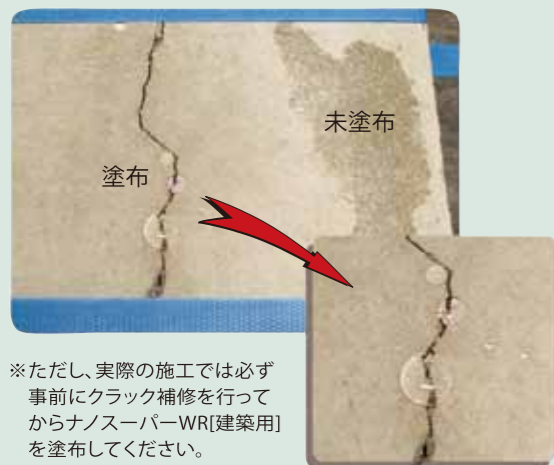 未塗布
塗布
※ただし、実際の施工では必ず
事前にクラック補修を行って
からナノスーパーWR[建築用]
を塗布してください。